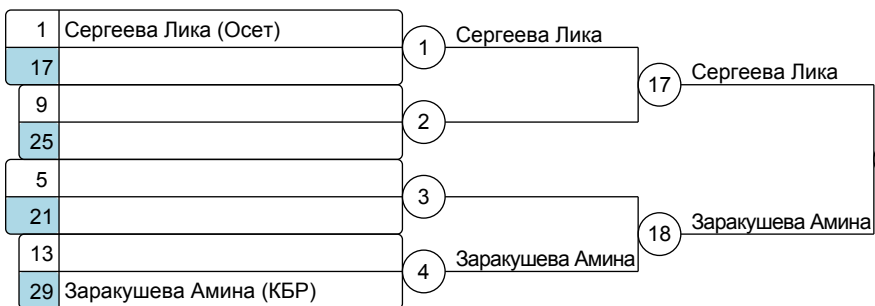 1 Сергеева Лика (Осет)
17
9
25
5
21
13
29 Заракушева Амина (КБР)
1 Сергеева Лика
2
3
4 Заракушева Амина
17 Сергеева Лика
18 Заракушева Амина